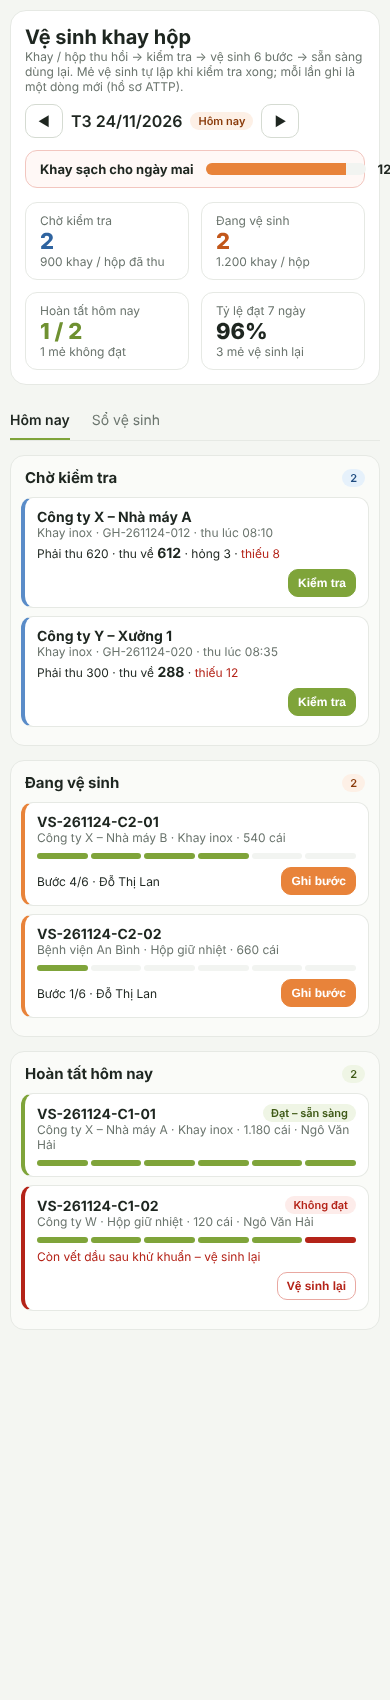 Vệ sinh khay hộp
Khay / hộp thu hồi → kiểm tra → vệ sinh 6 bước → sẵn sàng
dùng lại. Mẻ vệ sinh tự lập khi kiểm tra xong; mỗi lần ghi là
một dòng mới (hồ sơ ATTP).
◀ T3 24/11/2026 Hôm nay ▶
Khay sạch cho ngày mai 12
Chờ kiểm tra
2
900 khay / hộp đã thu
Đang vệ sinh
2
1.200 khay / hộp
Hoàn tất hôm nay
1 / 2
1 mẻ không đạt
Tỷ lệ đạt 7 ngày
96%
3 mẻ vệ sinh lại
Hôm nay Sổ vệ sinh
Chờ kiểm tra 2
Công ty X – Nhà máy A
Khay inox · GH-261124-012 · thu lúc 08:10
Phải thu 620 · thu về 612 · hỏng 3 · thiếu 8
Kiểm tra
Công ty Y – Xưởng 1
Khay inox · GH-261124-020 · thu lúc 08:35
Phải thu 300 · thu về 288 · thiếu 12
Kiểm tra
Đang vệ sinh 2
VS-261124-C2-01
Công ty X – Nhà máy B · Khay inox · 540 cái
Bước 4/6 · Đỗ Thị Lan Ghi bước
VS-261124-C2-02
Bệnh viện An Bình · Hộp giữ nhiệt · 660 cái
Bước 1/6 · Đỗ Thị Lan Ghi bước
Hoàn tất hôm nay 2
VS-261124-C1-01 Đạt – sẵn sàng
Công ty X – Nhà máy A · Khay inox · 1.180 cái · Ngô Văn
Hải
VS-261124-C1-02 Không đạt
Công ty W · Hộp giữ nhiệt · 120 cái · Ngô Văn Hải
Còn vết dầu sau khử khuẩn – vệ sinh lại
Vệ sinh lại